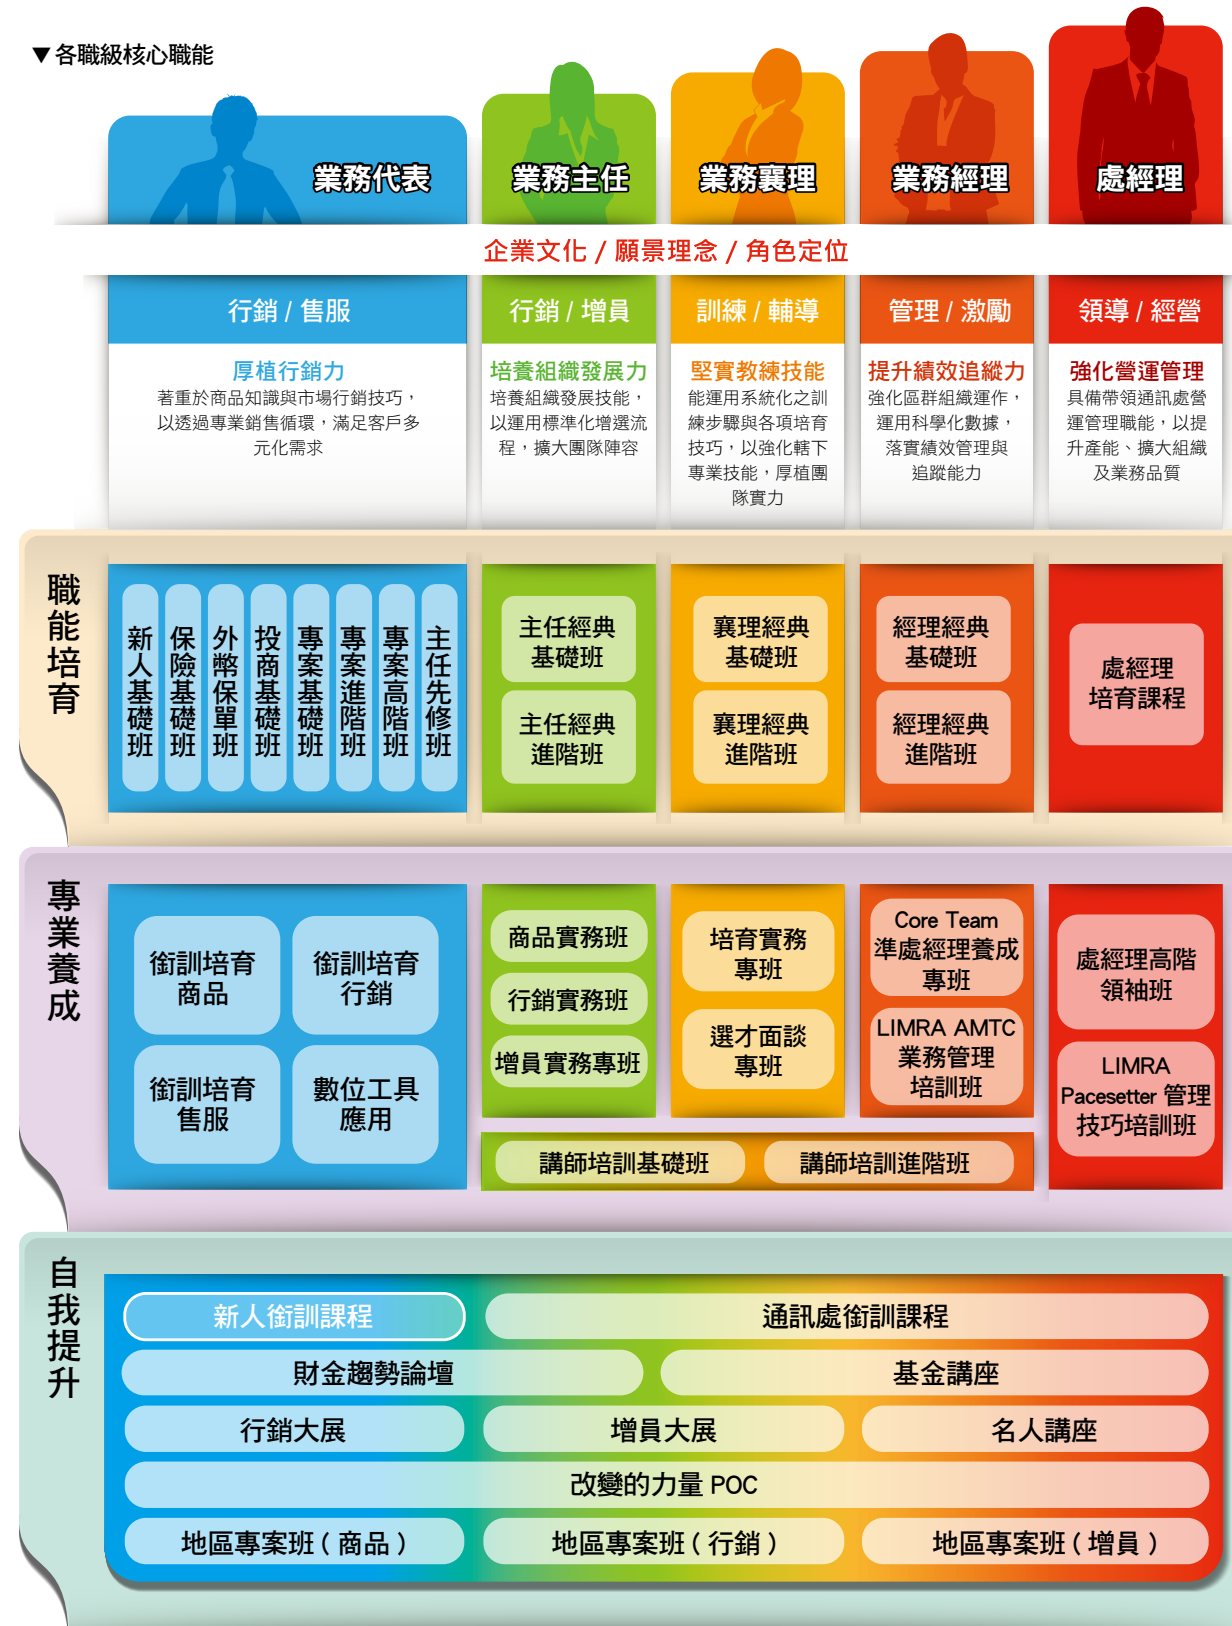 ▼各職級核心職能
業務代表
業務主任
業務襄理
業務經理
處經理
企業文化 / 願景理念 / 角色定位
行銷 / 售服
行銷 / 增員
訓練 / 輔導
管理 / 激勵
領導 / 經營
厚植行銷力
著重於商品知識與市場行銷技巧，
以透過專業銷售循環，滿足客戶多
元化需求
培養組織發展力
培養組織發展技能，
以運用標準化增選流
程，擴大團隊陣容
堅實教練技能
能運用系統化之訓
練步驟與各項培育
技巧，以強化轄下
專業技能，厚植團
隊實力
提升績效追縱力
強化區群組織運作，
運用科學化數據，
落實績效管理與
追蹤能力
強化營運管理
具備帶領通訊處營
運管理職能，以提
升產能、擴大組織
及業務品質
職能培育
新人基礎班
保險基礎班
外幣保單班
投商基礎班
專案基礎班
專案進階班
專案高階班
主任先修班
主任經典
基礎班
主任經典
進階班
襄理經典
基礎班
襄理經典
進階班
經理經典
基礎班
經理經典
進階班
處經理
培育課程
專業養成
銜訓培育
商品
銜訓培育
行銷
銜訓培育
售服
數位工具
應用
商品實務班
行銷實務班
增員實務專班
培育實務
專班
選才面談
專班
Core Team
準處經理養成
專班
LIMRA AMTC
業務管理
培訓班
處經理高階
領袖班
LIMRA
Pacesetter 管理
技巧培訓班
講師培訓基礎班
講師培訓進階班
自我提升
新人銜訓課程
通訊處銜訓課程
財金趨勢論壇
基金講座
行銷大展
增員大展
名人講座
改變的力量 POC
地區專案班 ( 商品 )
地區專案班 ( 行銷 )
地區專案班 ( 增員 )